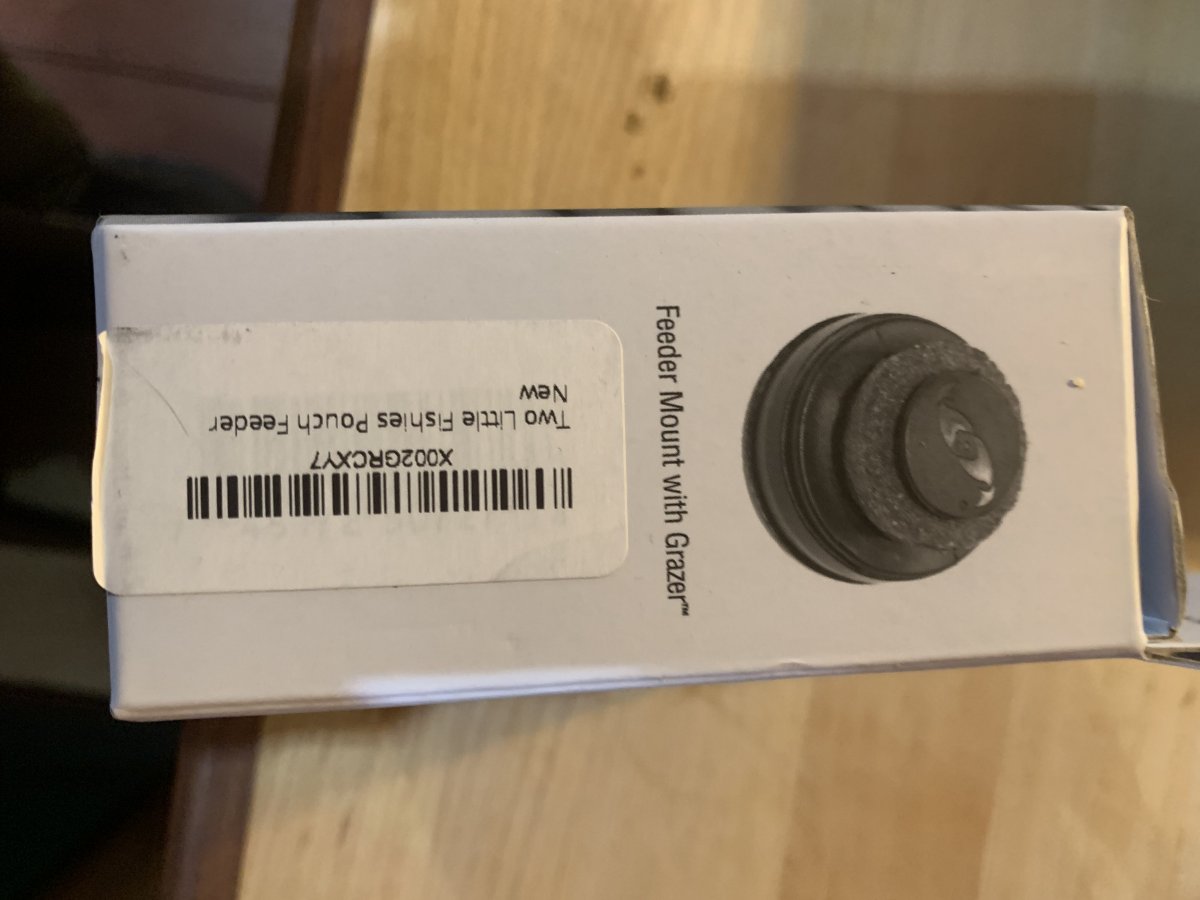 Feeder Mount with Grazer™
X002GRCXY7
Two Little Fishies Pouch Feeder
New